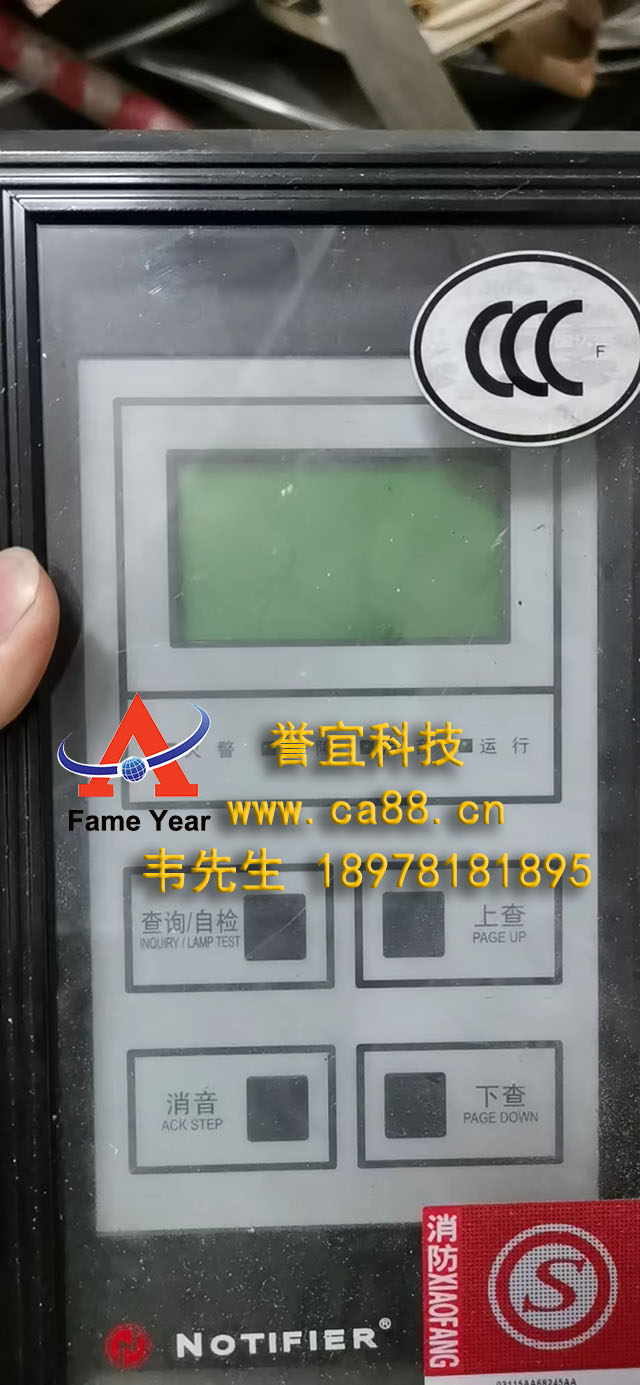 CCC
F
火警
运行
誉宜科技
Fame Year
www.ca88.cn
韦先生 18978181895
查询/自检
INQUIRY / LAMP TEST
上查
PAGE UP
消音
ACK STEP
下查
PAGE DOWN
消防XIAOFANG
S
NOTIFIER®